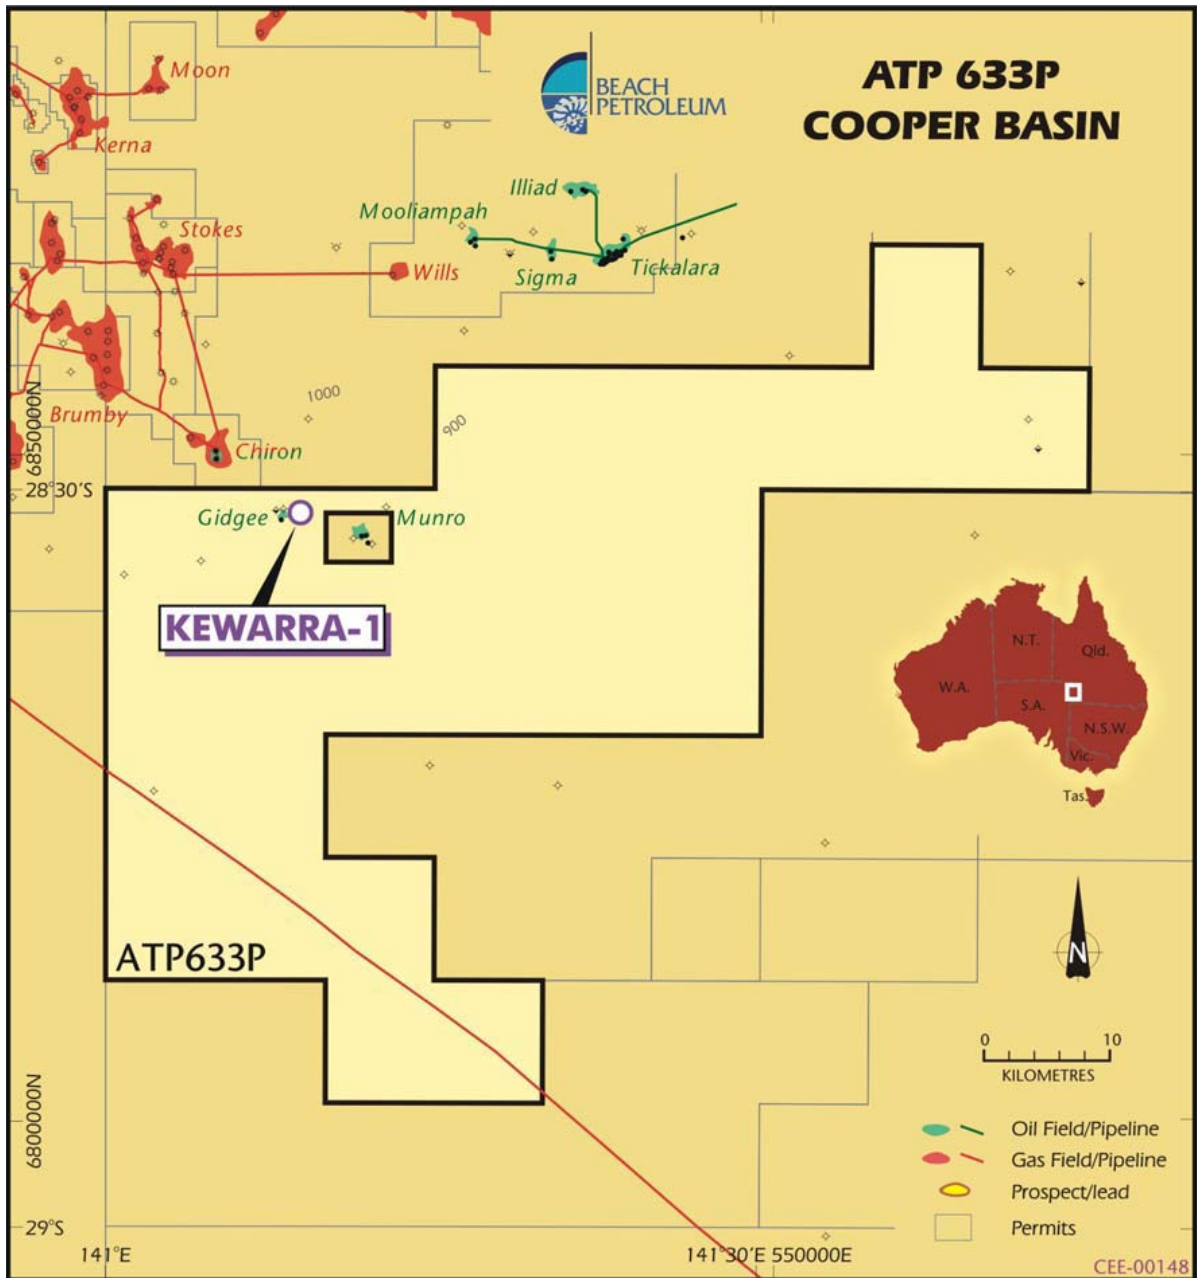 ATP 633P
COOPER BASIN
BEACH
PETROLEUM
Moon
Kerna
Illiad
Mooliampah
Stokes
Wills
Sigma
Tickalara
1000
900
Brumby
6850000N
Chiron
28°30'S
Gidgee
Munro
KEWARRA-1
N.T.
Qld.
W.A.
S.A.
N.S.W.
Vic.
Tas.
ATP633P
N
0 10
KILOMETRES
6800000N
Oil Field/Pipeline
Gas Field/Pipeline
Prospect/lead
Permits
29°S
141°E
141°30'E 550000E
CEE-00148